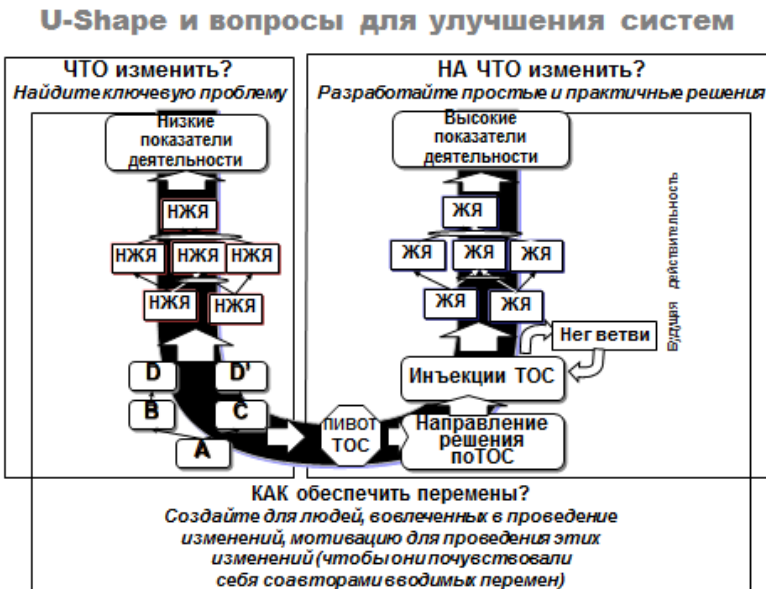 U-Shape и вопросы для улучшения систем
ЧТО изменить?
Найдите ключевую проблему
Низкие
показатели
деятельности
НЖЯ
НЖЯ НЖЯ НЖЯ
НЖЯ НЖЯ
D D'
B C
A
ПИВОТ
ТОС
НА ЧТО изменить?
Разработайте простые и практичные решения
Высокие
показатели
деятельности
ЖЯ
ЖЯ ЖЯ ЖЯ
ЖЯ ЖЯ
Нег ветви
Инъекции ТОС
Направление
решения
поТОС
Будущая действительность
КАК обеспечить перемены?
Создайте для людей, вовлеченных в проведение
изменений, мотивацию для проведения этих
изменений (чтобы они почувствовали
себя соавторами вводимых перемен)